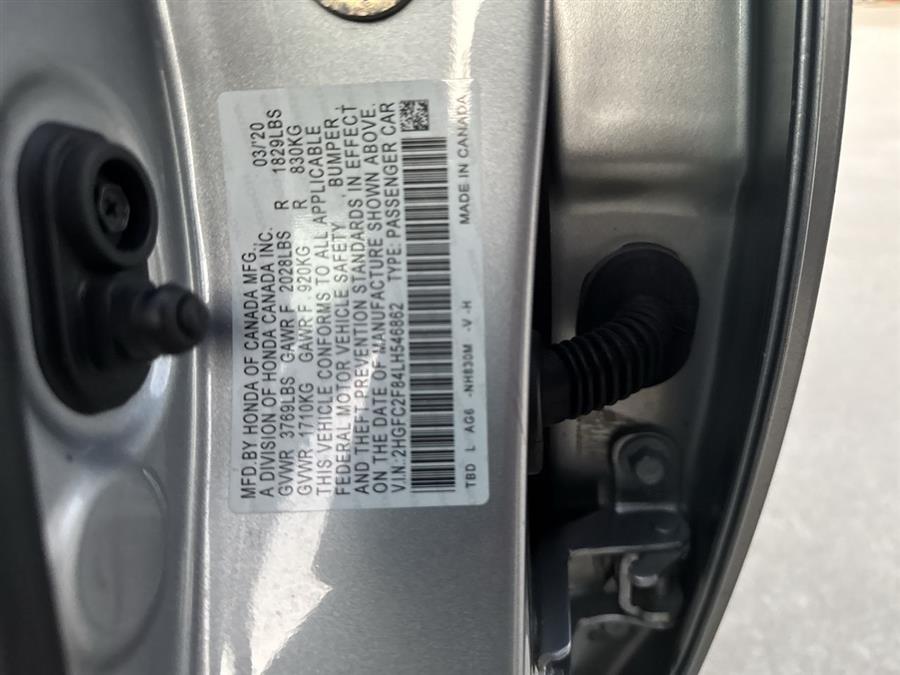 MFD. BY HONDA OF CANADA MFG.,
A DIVISION OF HONDA CANADA INC. 03/'20
GVWR 3769LBS GAWR F 2028LBS R 1829LBS
GVWR 1710KG GAWR F 920KG R 830KG
THIS VEHICLE CONFORMS TO ALL APPLICABLE
FEDERAL MOTOR VEHICLE SAFETY, BUMPER,
AND THEFT PREVENTION STANDARDS IN EFFECT
ON THE DATE OF MANUFACTURE SHOWN ABOVE.
V.I.N.:2HGFC2F84LH546862 TYPE: PASSENGER CAR
TBD L AG6 -NH830M -V -H MADE IN CANADA